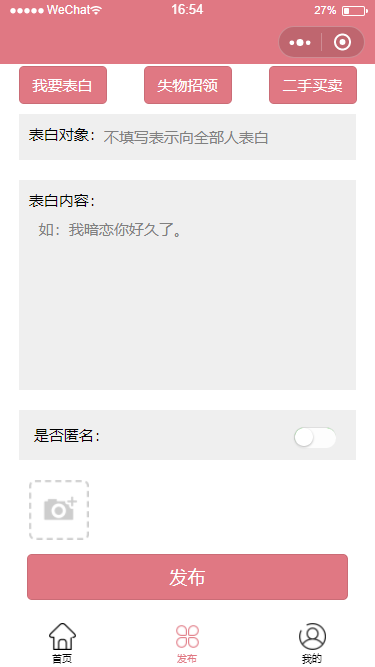 WeChat 16:54 27%
我要表白 失物招领 二手买卖
表白对象： 不填写表示向全部人表白
表白内容：
如：我暗恋你好久了。
是否匿名：
发布
首页 发布 我的